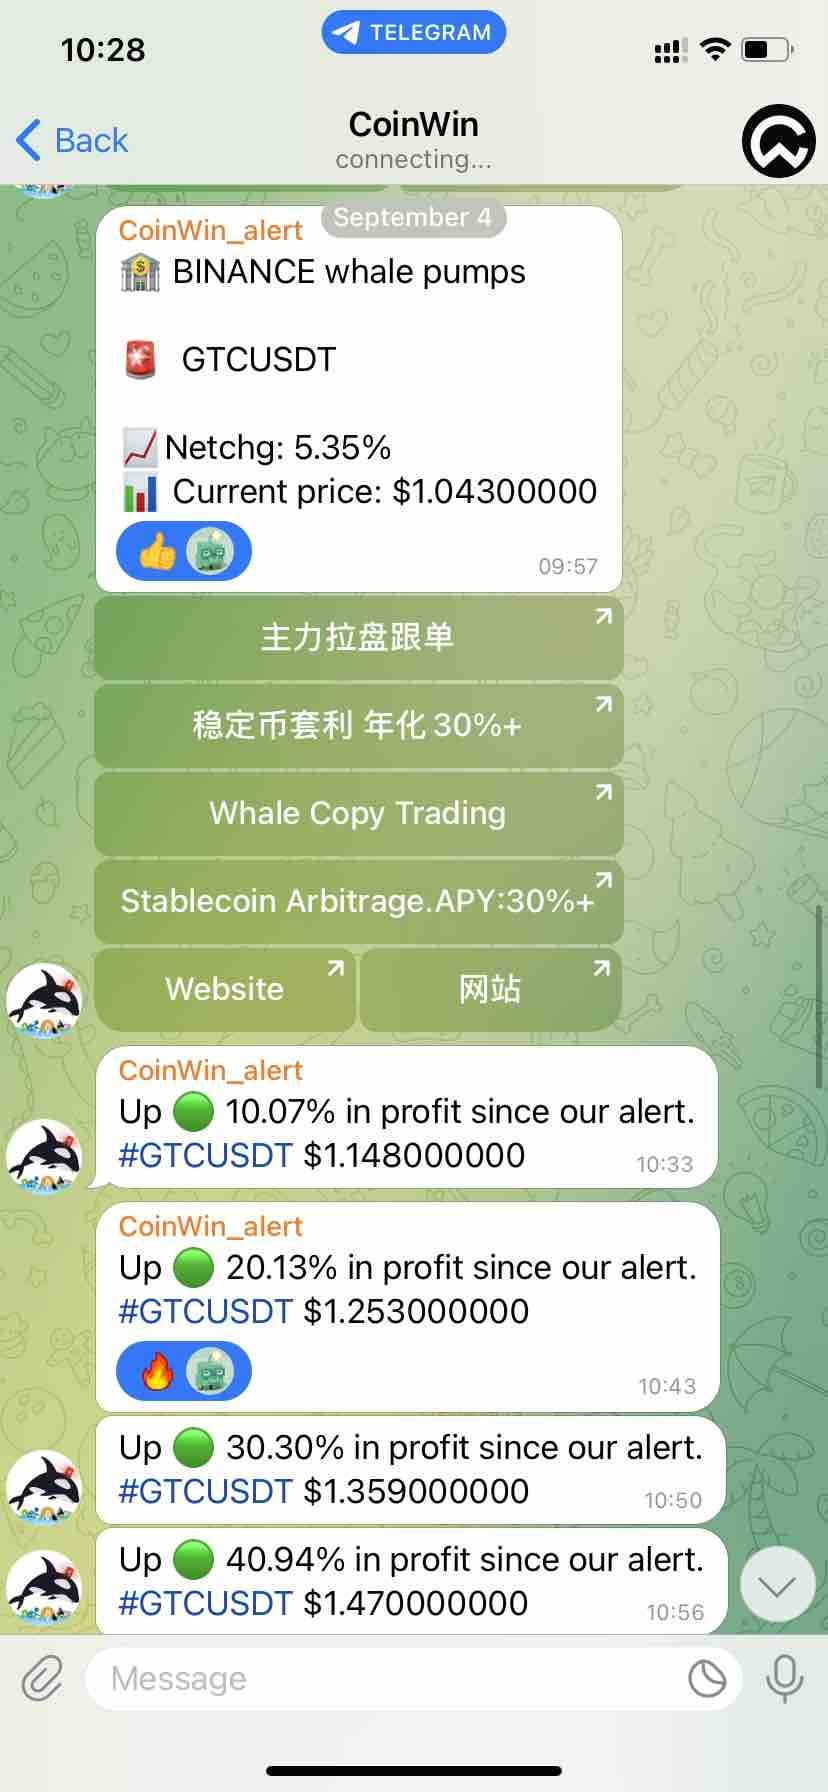 10:28
TELEGRAM
Back
CoinWin
connecting...
September 4
CoinWin_alert
BINANCE whale pumps
GTCUSDT
Netchg: 5.35%
Current price: $1.04300000
09:57
主力拉盘跟单
稳定币套利 年化30%+
Whale Copy Trading
Stablecoin Arbitrage.APY:30%+
Website
网站
CoinWin_alert
Up 10.07% in profit since our alert.
#GTCUSDT $1.148000000
10:33
CoinWin_alert
Up 20.13% in profit since our alert.
#GTCUSDT $1.253000000
10:43
Up 30.30% in profit since our alert.
#GTCUSDT $1.359000000
10:50
Up 40.94% in profit since our alert.
#GTCUSDT $1.470000000
10:56
Message